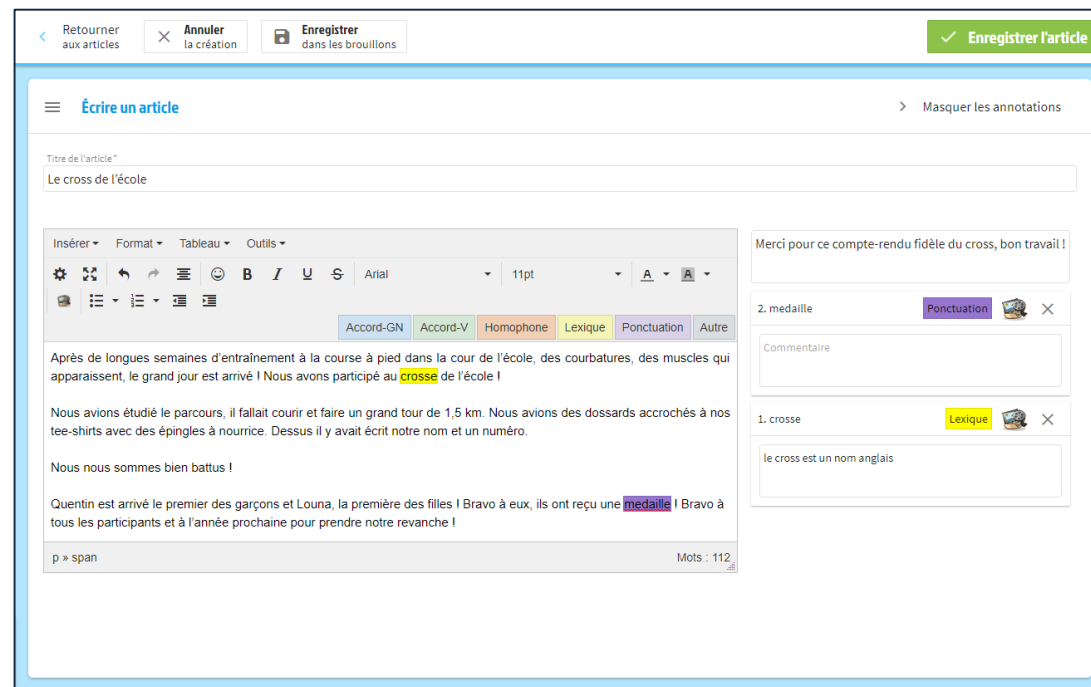 Retourner
aux articles
Annuler
la création
Enregistrer
dans les brouillons
Enregistrer l'article
Écrire un article
Masquer les annotations
Titre de l'article*
Le cross de l'école
Insérer Format Tableau Outils
B I U S Arial 11pt A A
Accord-GN Accord-V Homophone Lexique Ponctuation Autre
Après de longues semaines d'entraînement à la course à pied dans la cour de l'école, des courbatures, des muscles qui
apparaissent, le grand jour est arrivé ! Nous avons participé au crosse de l'école !
Nous avions étudié le parcours, il fallait courir et faire un grand tour de 1,5 km. Nous avions des dossards accrochés à nos
tee-shirts avec des épingles à nourrice. Dessus il y avait écrit notre nom et un numéro.
Nous nous sommes bien battus !
Quentin est arrivé le premier des garçons et Louna, la première des filles ! Bravo à eux, ils ont reçu une medaille ! Bravo à
tous les participants et à l'année prochaine pour prendre notre revanche !
p » span Mots : 112
Merci pour ce compte-rendu fidèle du cross, bon travail !
2. medaille Ponctuation
Commentaire
1. crosse Lexique
le cross est un nom anglais